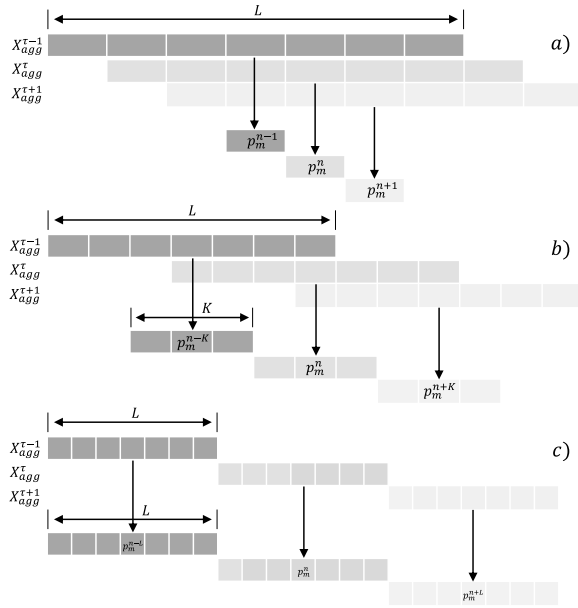 L
X_{agg}^{τ-1}
a)
X_{agg}^{τ}
X_{agg}^{τ+1}
p_m^{n-1}
p_m^{n}
p_m^{n+1}
L
X_{agg}^{τ-1}
b)
X_{agg}^{τ}
X_{agg}^{τ+1}
K
p_m^{n-K}
p_m^{n}
p_m^{n+K}
L
X_{agg}^{τ-1}
c)
X_{agg}^{τ}
X_{agg}^{τ+1}
L
p_m^{n-L}
p_m^{n}
p_m^{n+L}